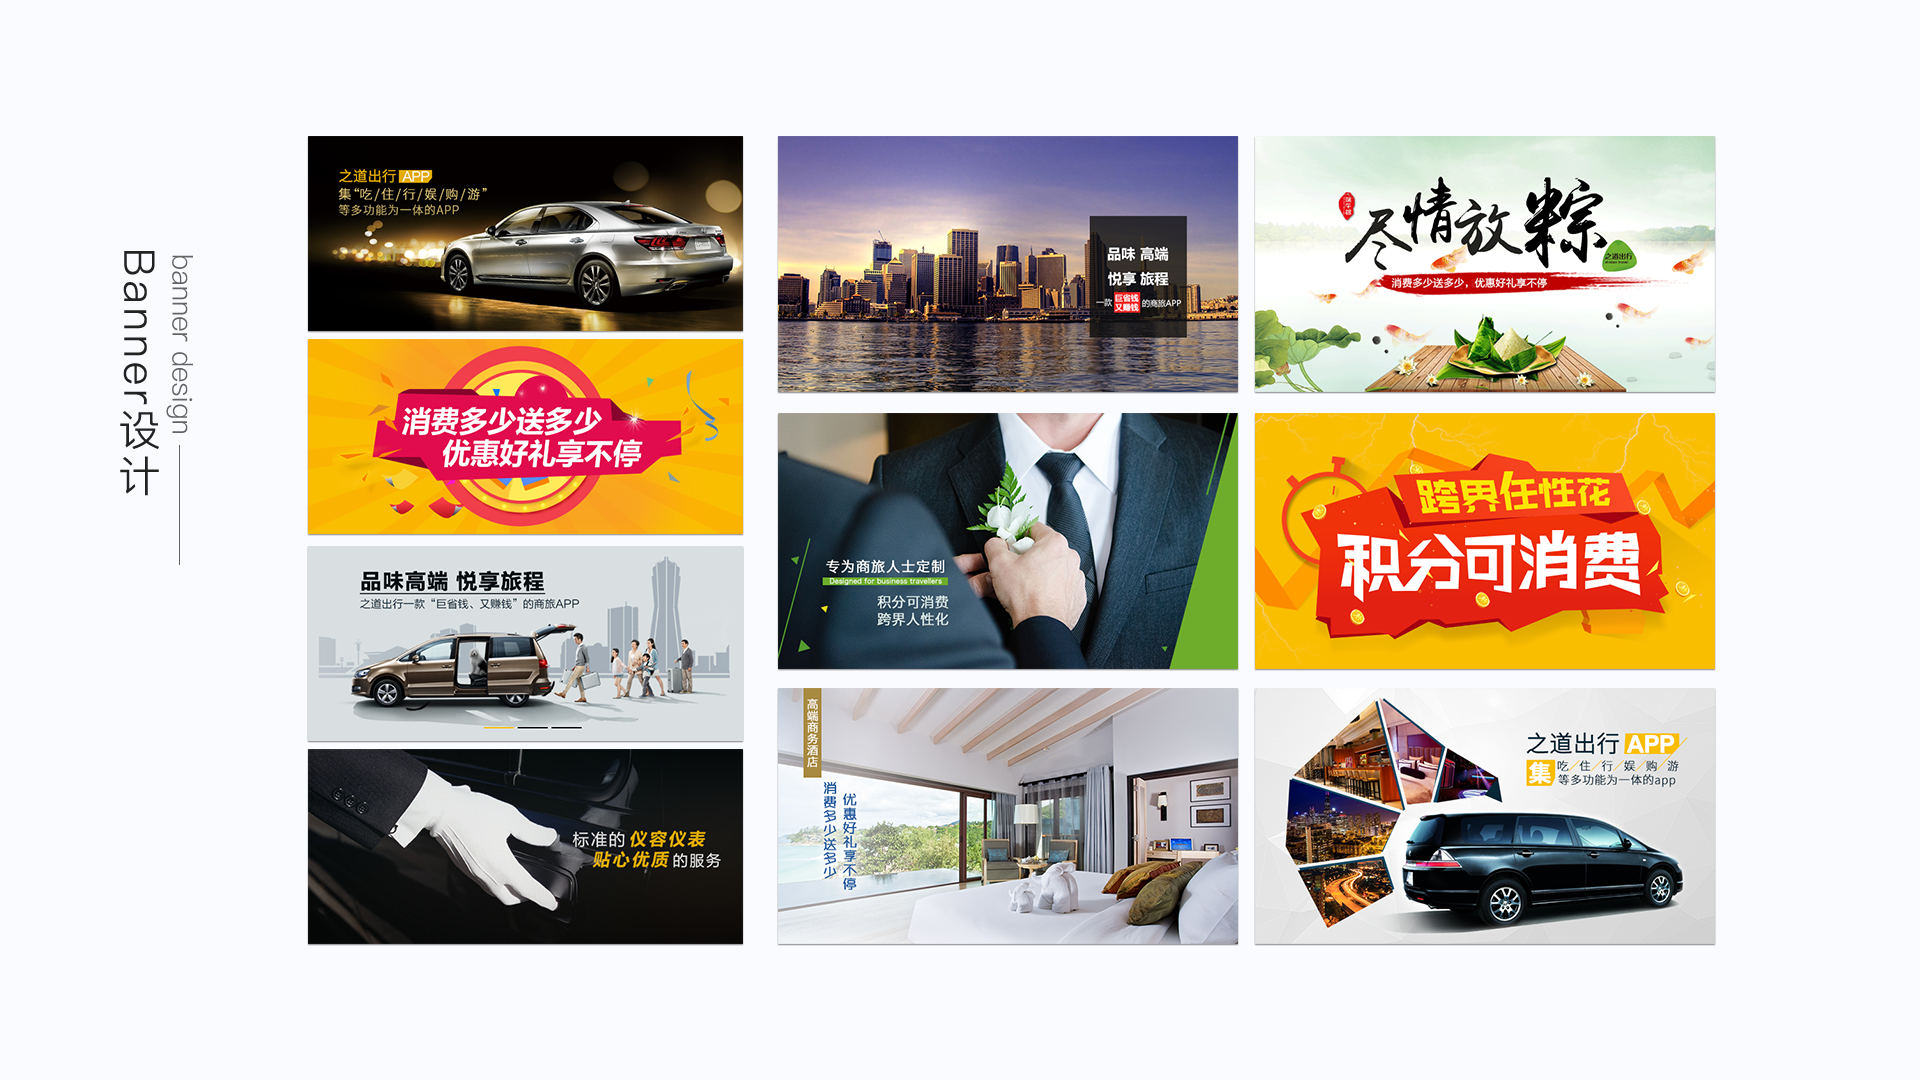 Banner设计
banner design
之道出行 APP
集“吃/住/行/娱/购/游”
等多功能为一体的APP
消费多少送多少
优惠好礼享不停
品味高端 悦享旅程
之道出行一款“巨省钱、又赚钱”的商旅APP
标准的仪容仪表
贴心优质的服务
品味 高端
悦享 旅程
一款 巨省钱 又赚钱 的商旅APP
专为商旅人士定制
Designed for business travellers
积分可消费
跨界人性化
高端商务酒店
优惠好礼享不停
消费多少送多少
端午节
尽情放粽
之道出行
消费多少送多少，优惠好礼享不停
跨界任性花
积分可消费
之道出行 APP
集 吃/住/行/娱/购/游
等多功能为一体的app